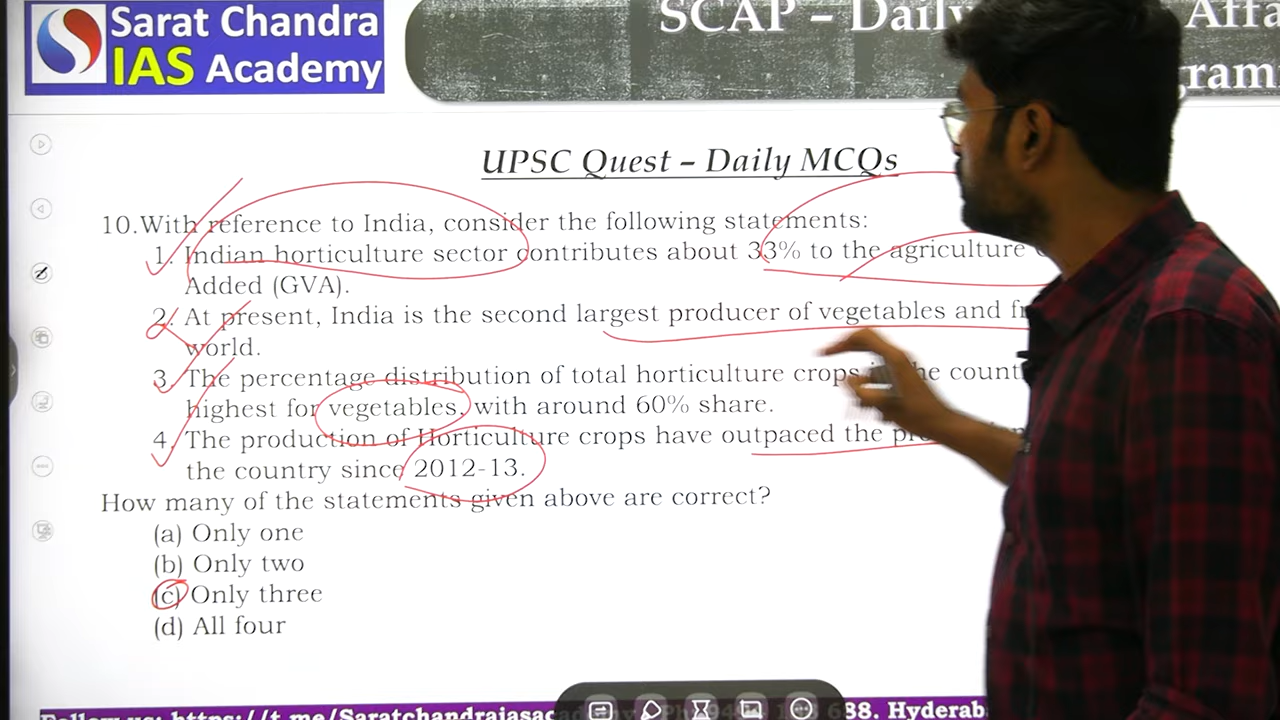 Sarat Chandra
IAS Academy
SCAP – Daily
UPSC Quest – Daily MCQs
10.With reference to India, consider the following statements:
1. Indian horticulture sector contributes about 33% to the agriculture
Added (GVA).
2. At present, India is the second largest producer of vegetables and
world.
3. The percentage distribution of total horticulture crops in the
highest for vegetables, with around 60% share.
4. The production of Horticulture crops have outpaced the
the country since 2012-13.
How many of the statements given above are correct?
(a) Only one
(b) Only two
(c) Only three
(d) All four
Follow us: https://t.me/Saratchandraiasac
38. Hyderab